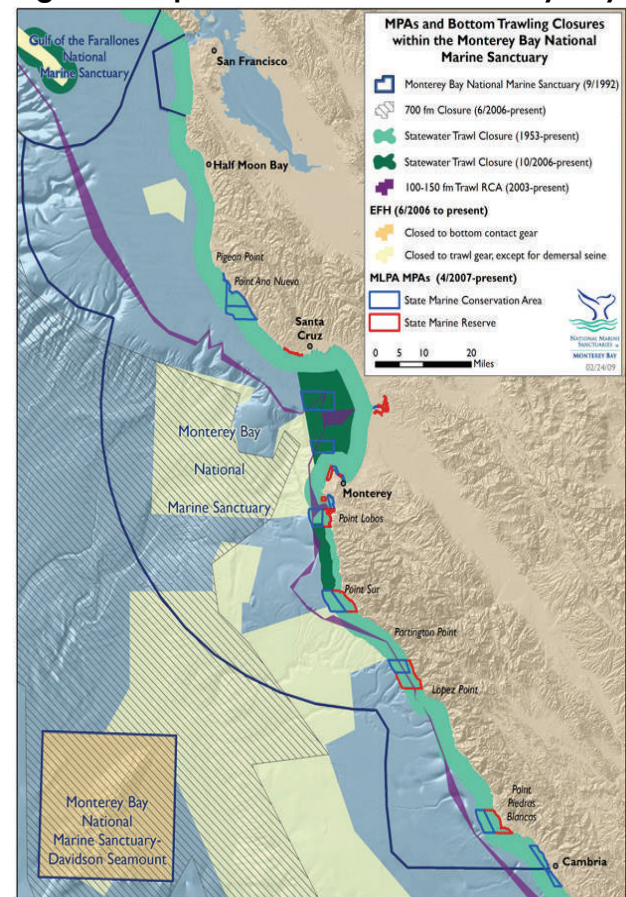 MPAs and Bottom Trawling Closures
within the Monterey Bay National
Marine Sanctuary
Monterey Bay National Marine Sanctuary (9/1992)
700 fm Closure (6/2006-present)
Statewater Trawl Closure (1953-present)
Statewater Trawl Closure (10/2006-present)
100-150 fm Trawl RCA (2003-present)
EFH (6/2006 to present)
Closed to bottom contact gear
Closed to trawl gear, except for demersal seine
MLPA MPAs (4/2007-present)
State Marine Conservation Area
State Marine Reserve
0 5 10 20
Miles
NATIONAL MARINE
SANCTUARIES
MONTEREY BAY
02/24/09
Gulf of the Farallones
National
Marine Sanctuary
San Francisco
Half Moon Bay
Pigeon Point
Point Ano Nuevo
Santa
Cruz
Monterey Bay
National
Marine Sanctuary
Monterey
Point Lobos
Point Sur
Partington Point
Lopez Point
Point
Piedras
Blancas
Cambria
Monterey Bay
National
Marine Sanctuary-
Davidson Seamount